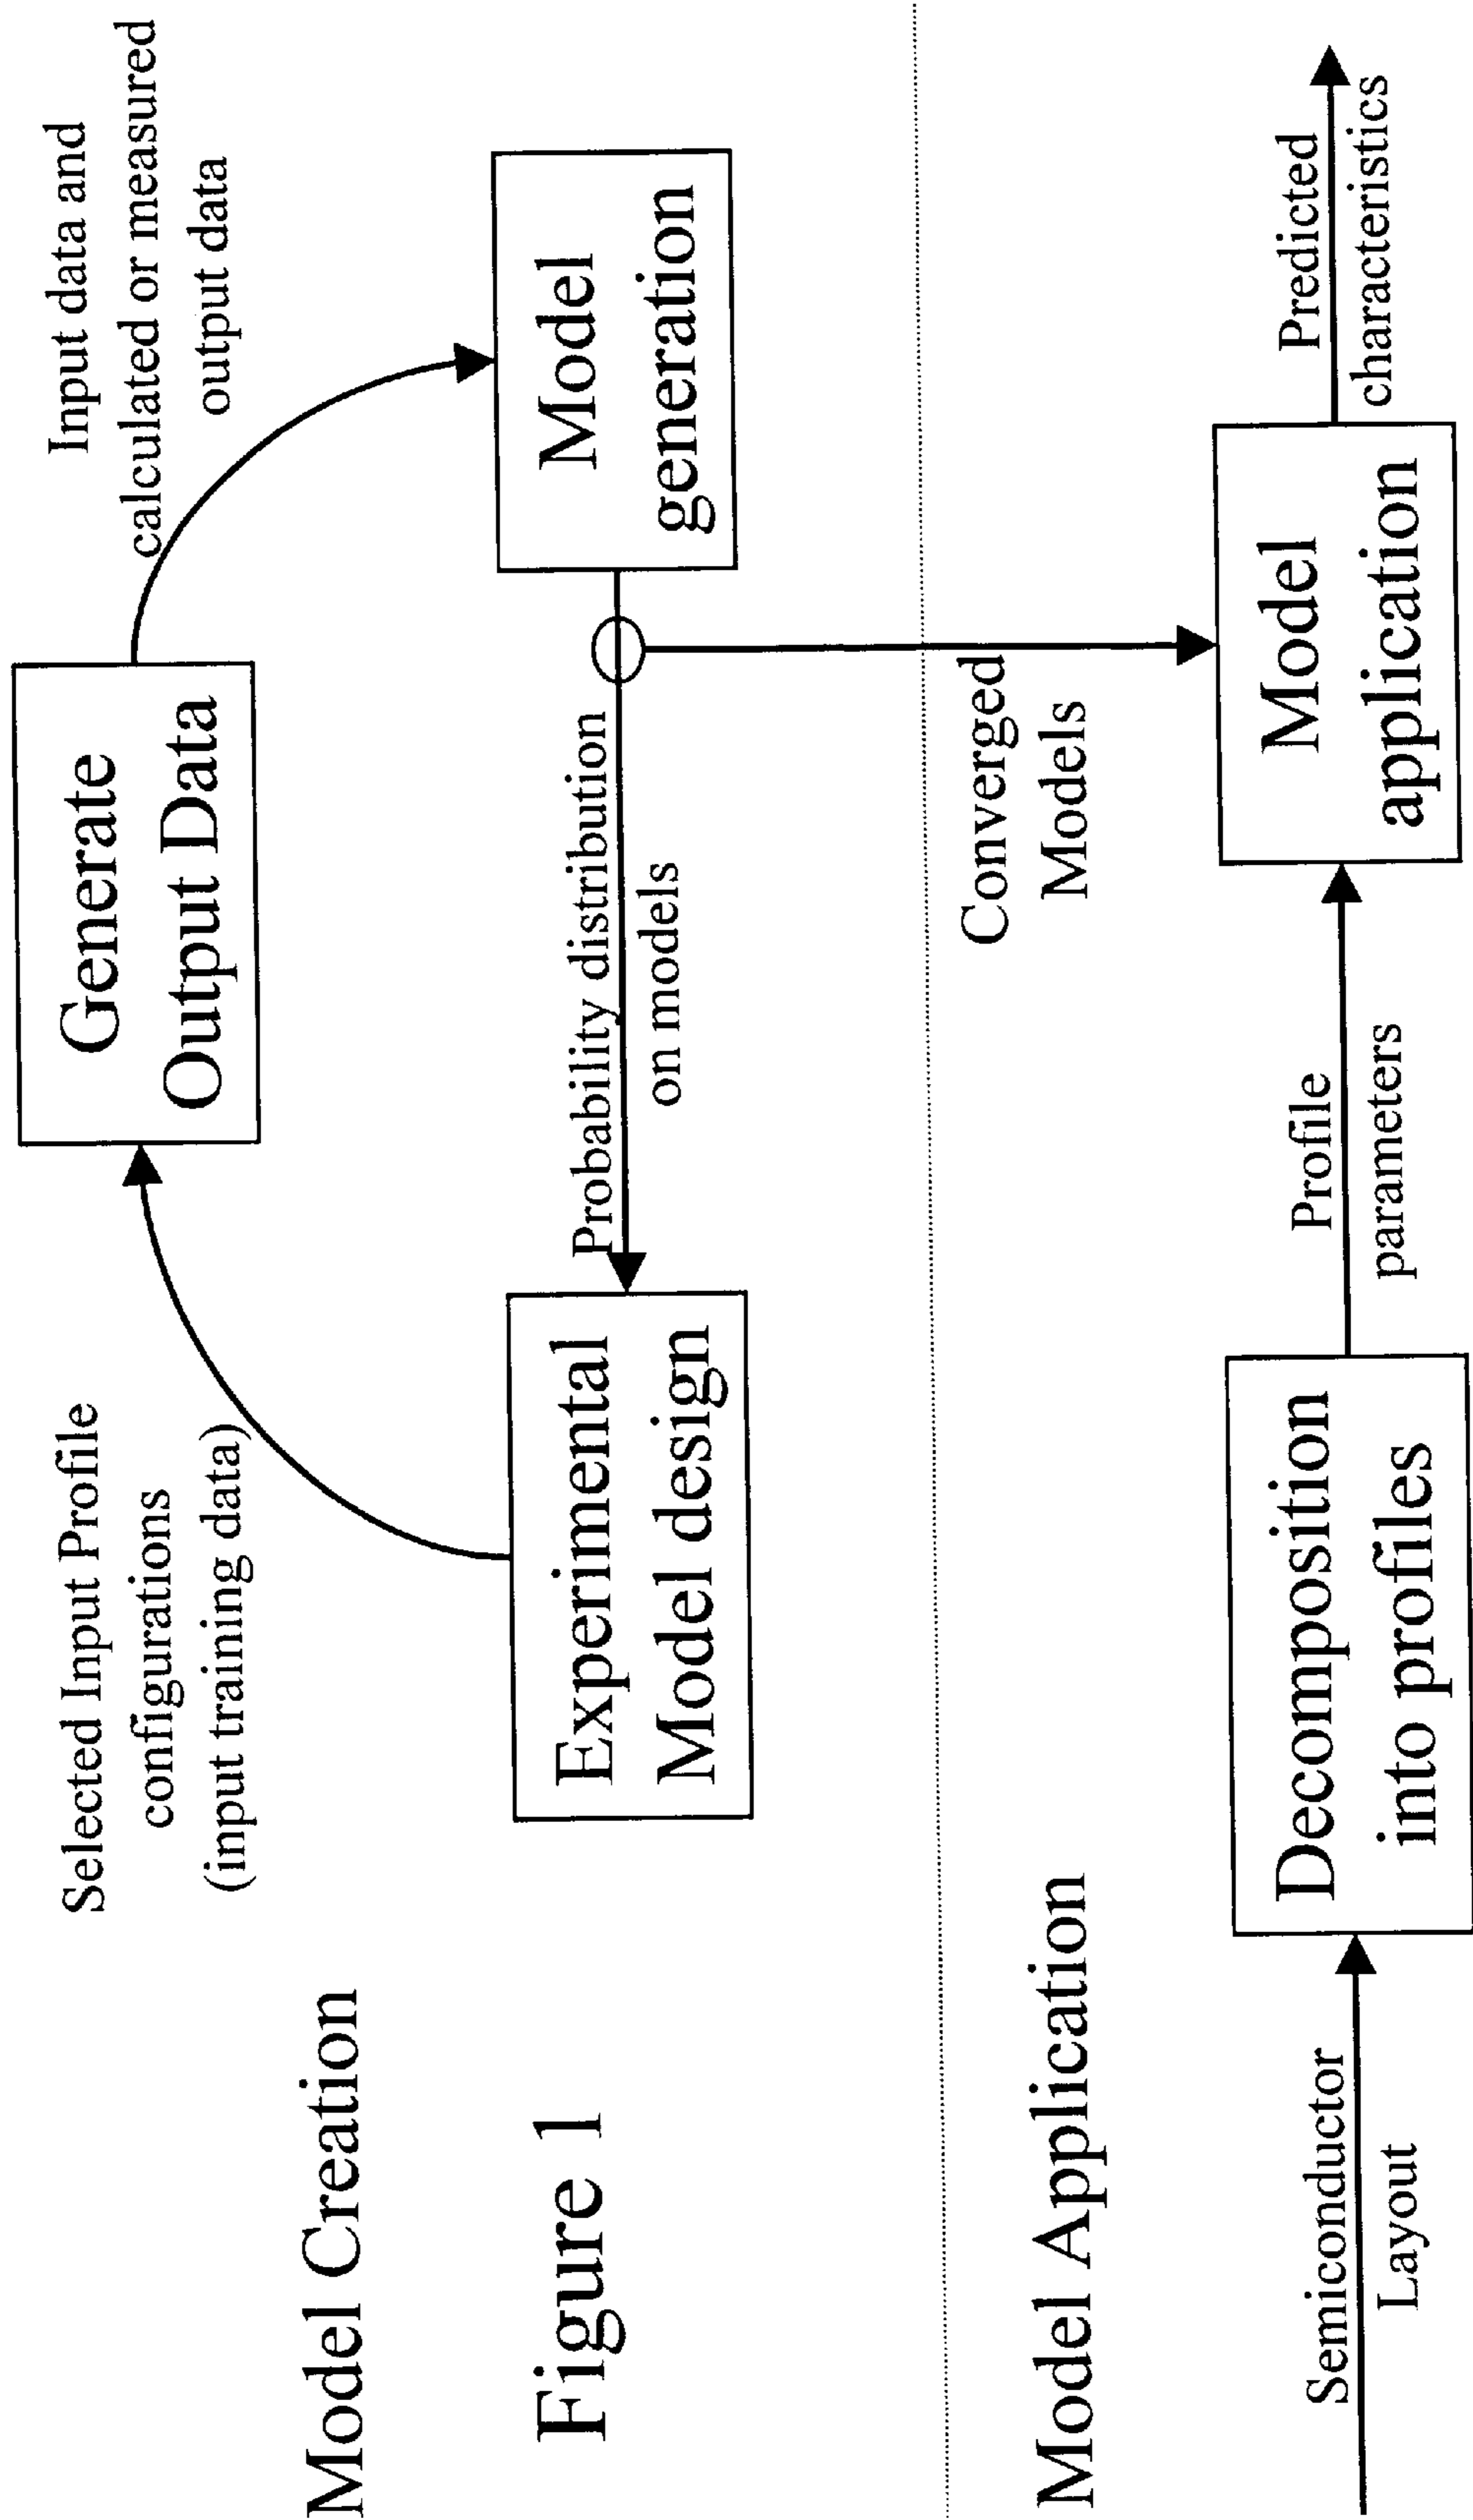 Model Creation
Figure 1
Selected Input Profile
configurations
(input training data)
Generate
Output Data
Input data and
calculated or measured
output data
Experimental
Model design
Probability distribution
on models
Model
generation
Model Application
Converged
Models
Semiconductor
Layout
Decomposition
into profiles
Profile
parameters
Model
application
Predicted
characteristics